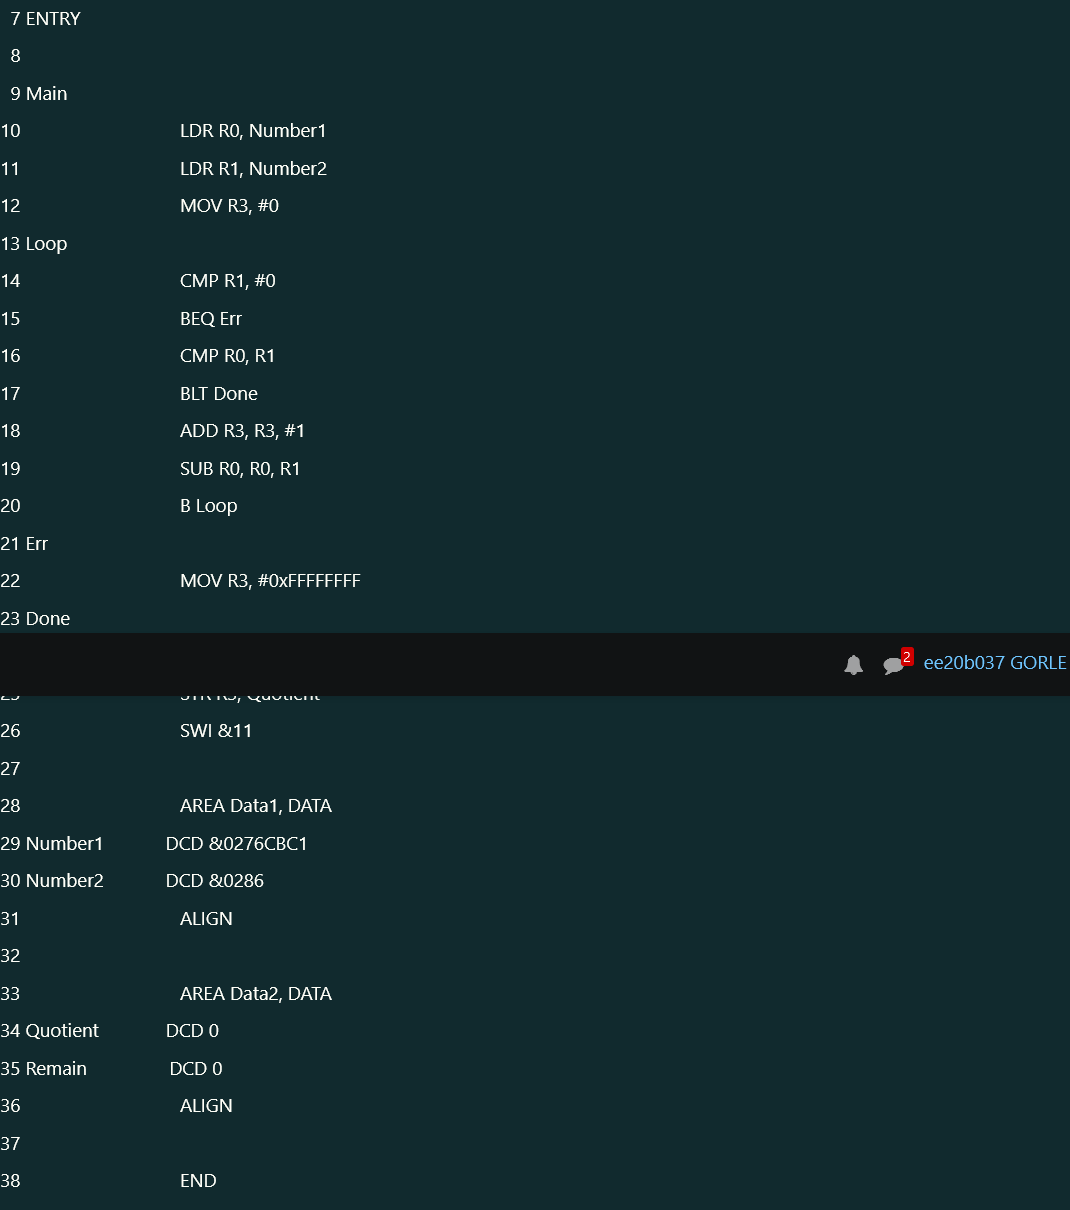 7 ENTRY
8
9 Main
10 LDR R0, Number1
11 LDR R1, Number2
12 MOV R3, #0
13 Loop
14 CMP R1, #0
15 BEQ Err
16 CMP R0, R1
17 BLT Done
18 ADD R3, R3, #1
19 SUB R0, R0, R1
20 B Loop
21 Err
22 MOV R3, #0xFFFFFFFF
23 Done
2 ee20b037 GORLE
25 STR R3, Quotient
26 SWI &11
27
28 AREA Data1, DATA
29 Number1 DCD &0276CBC1
30 Number2 DCD &0286
31 ALIGN
32
33 AREA Data2, DATA
34 Quotient DCD 0
35 Remain DCD 0
36 ALIGN
37
38 END